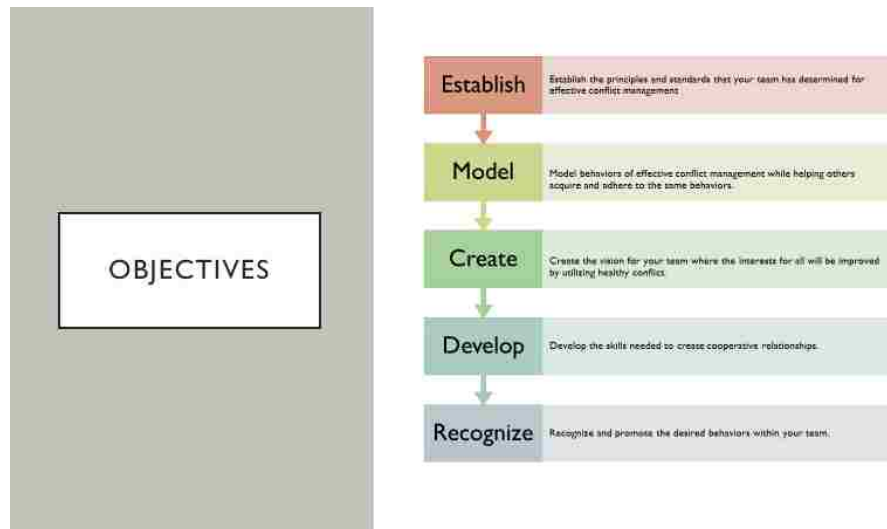 OBJECTIVES
Establish
Establish the principles and standards that your team has determined for
effective conflict management
Model
Model behaviors of effective conflict management while helping others
acquire and adhere to the same behaviors.
Create
Create the vision for your team where the interests for all will be improved
by utilizing healthy conflict
Develop
Develop the skills needed to create cooperative relationships.
Recognize
Recognize and promote the desired behaviors within your team.